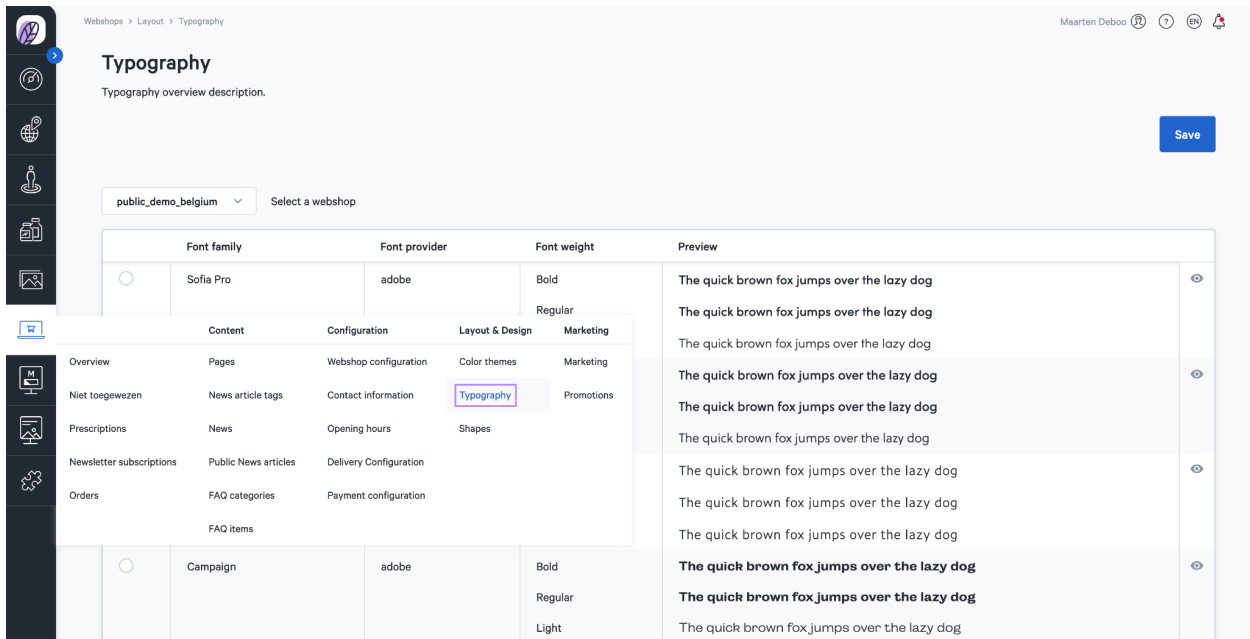 Webshops > Layout > Typography
Maarten Deboo ? EN
Typography
Typography overview description.
Save
public_demo_belgium Select a webshop
Font family Font provider Font weight Preview
Sofia Pro adobe Bold The quick brown fox jumps over the lazy dog
Regular The quick brown fox jumps over the lazy dog
The quick brown fox jumps over the lazy dog
Content Configuration Layout & Design Marketing
Overview Pages Webshop configuration Color themes Marketing
The quick brown fox jumps over the lazy dog
Niet toegewezen News article tags Contact information Typography Promotions
The quick brown fox jumps over the lazy dog
Prescriptions News Opening hours Shapes
The quick brown fox jumps over the lazy dog
Newsletter subscriptions Public News articles Delivery Configuration
The quick brown fox jumps over the lazy dog
Orders FAQ categories Payment configuration
The quick brown fox jumps over the lazy dog
FAQ items
The quick brown fox jumps over the lazy dog
Campaign adobe Bold The quick brown fox jumps over the lazy dog
Regular The quick brown fox jumps over the lazy dog
Light The quick brown fox jumps over the lazy dog
M